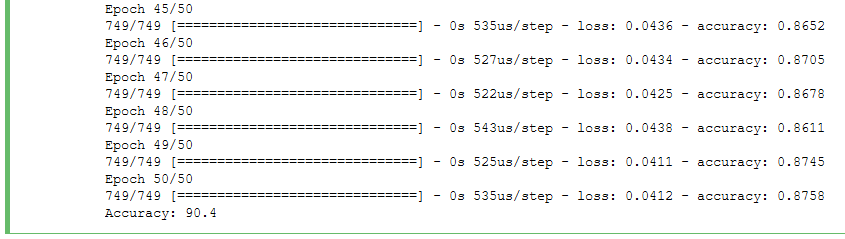 Epoch 45/50
749/749 [==============================] - 0s 535us/step - loss: 0.0436 - accuracy: 0.8652
Epoch 46/50
749/749 [==============================] - 0s 527us/step - loss: 0.0434 - accuracy: 0.8705
Epoch 47/50
749/749 [==============================] - 0s 522us/step - loss: 0.0425 - accuracy: 0.8678
Epoch 48/50
749/749 [==============================] - 0s 543us/step - loss: 0.0438 - accuracy: 0.8611
Epoch 49/50
749/749 [==============================] - 0s 525us/step - loss: 0.0411 - accuracy: 0.8745
Epoch 50/50
749/749 [==============================] - 0s 535us/step - loss: 0.0412 - accuracy: 0.8758
Accuracy: 90.4